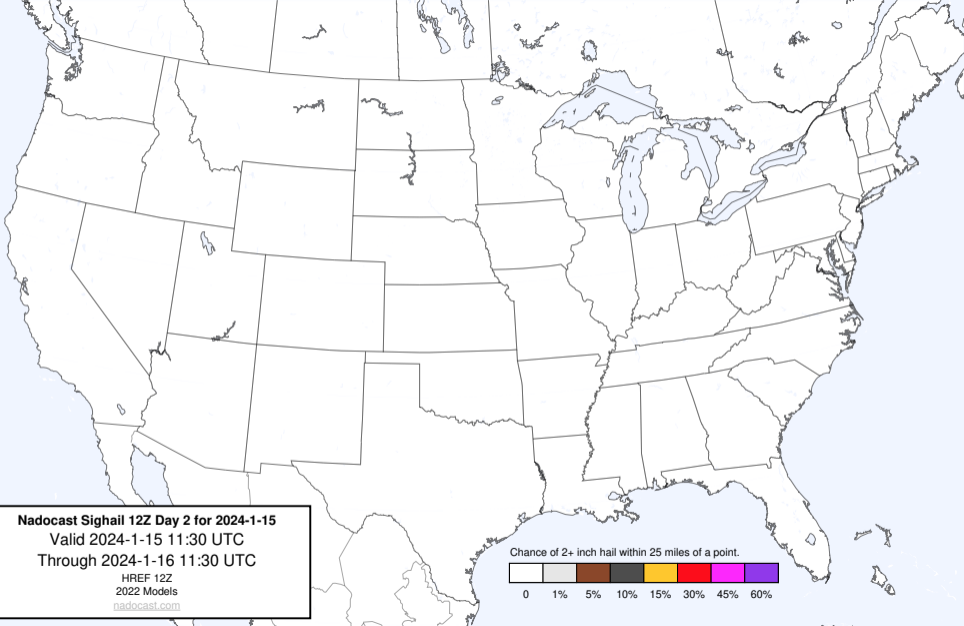 Nadocast Sighail 12Z Day 2 for 2024-1-15
Valid 2024-1-15 11:30 UTC
Through 2024-1-16 11:30 UTC
HREF 12Z
2022 Models
nadocast.com
Chance of 2+ inch hail within 25 miles of a point.
0 1% 5% 10% 15% 30% 45% 60%